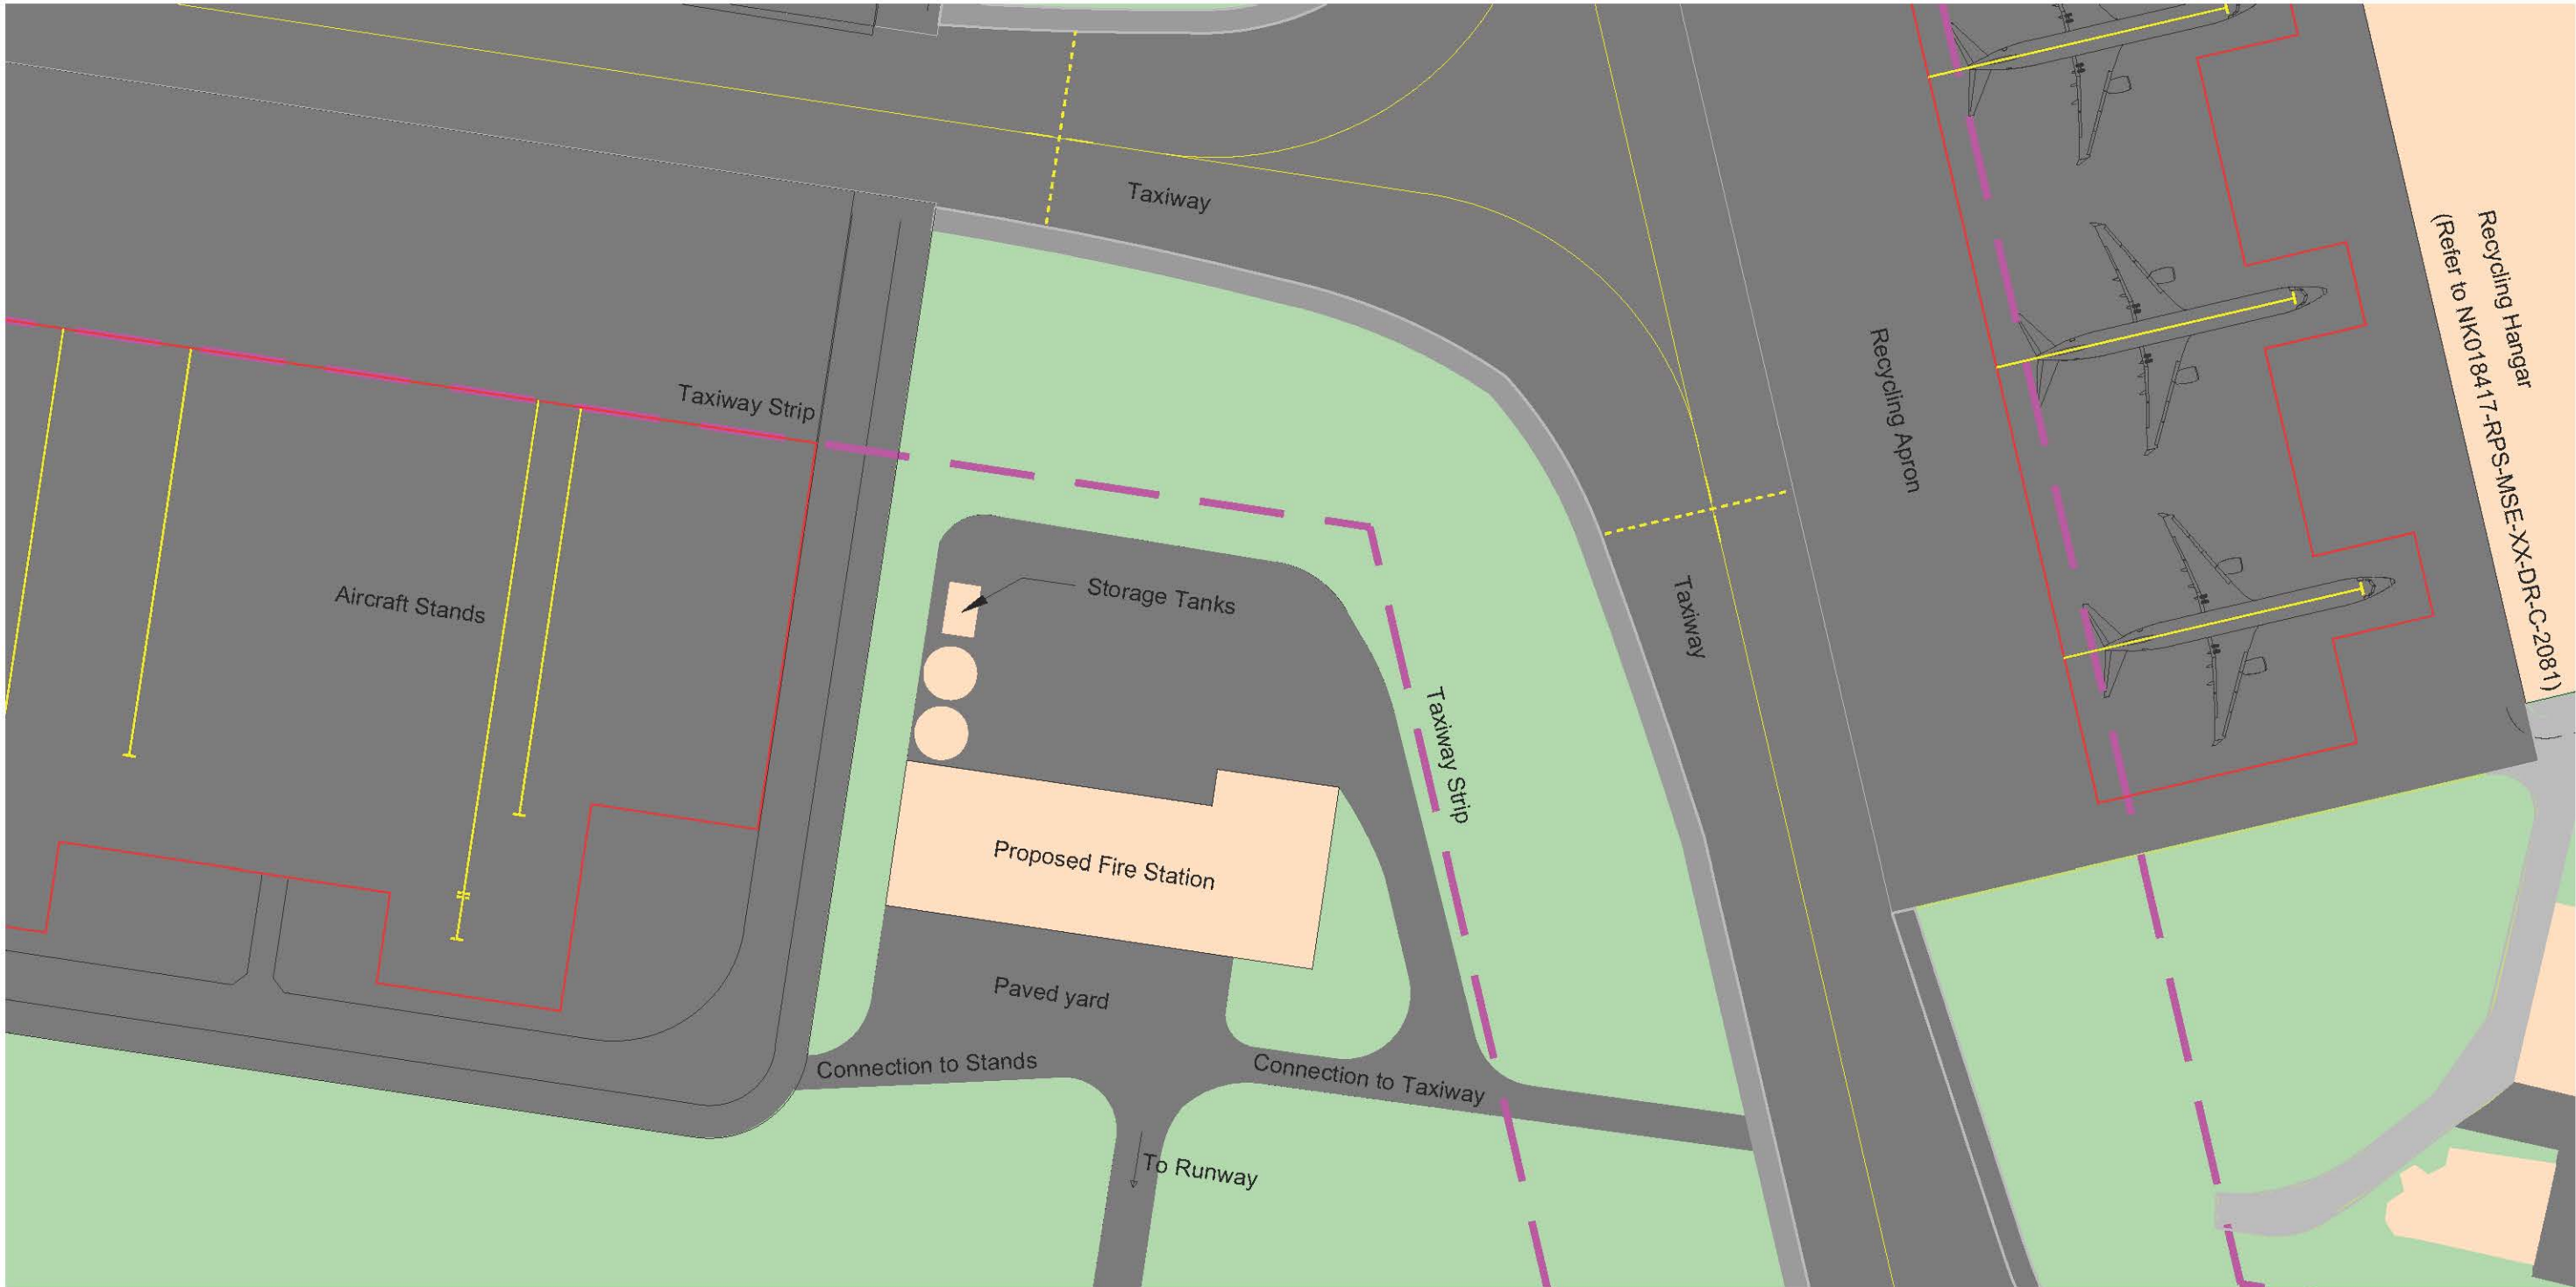 Taxiway
Recycling Hangar
(Refer to NK018417-RPS-MSE-XX-DR-C-2081)
Recycling Apron
Taxiway Strip
Aircraft Stands
Storage Tanks
Taxiway
Taxiway Strip
Proposed Fire Station
Paved yard
Connection to Stands
Connection to Taxiway
To Runway